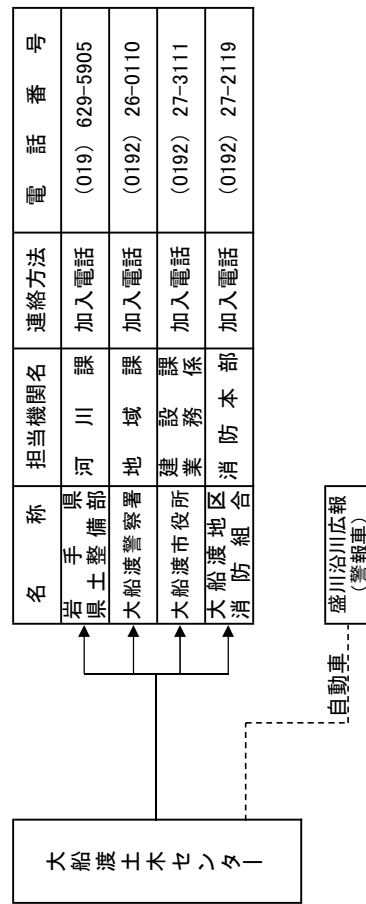 大船渡土木センター
名称 担当機関名 連絡方法 電話番号
岩手県
県土整備部 河川課 加入電話 (019) 629-5905
大船渡警察署 地域課 加入電話 (0192) 26-0110
大船渡市役所 建設課
業務係 加入電話 (0192) 27-3111
大船渡地区
消防組合 消防本部 加入電話 (0192) 27-2119
自動車
盛川沿川広報
(警報車)